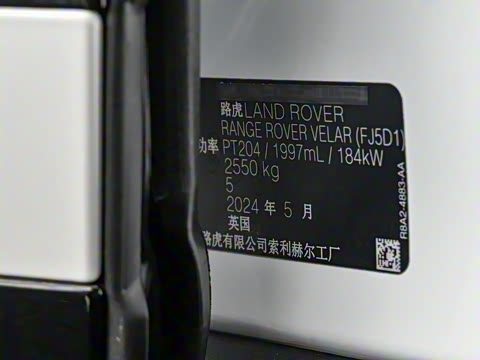 路虎LAND ROVER
RANGE ROVER VELAR (FJ5D1)
功率 PT204 / 1997mL / 184kW
2550 kg
5
2024 年 5 月
英国
路虎有限公司索利赫尔工厂
R8A2-4883-AA